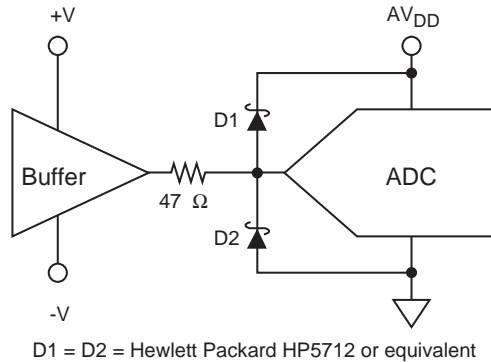 +V
AVDD
D1
Buffer
ADC
47 Ω
D2
-V
D1 = D2 = Hewlett Packard HP5712 or equivalent